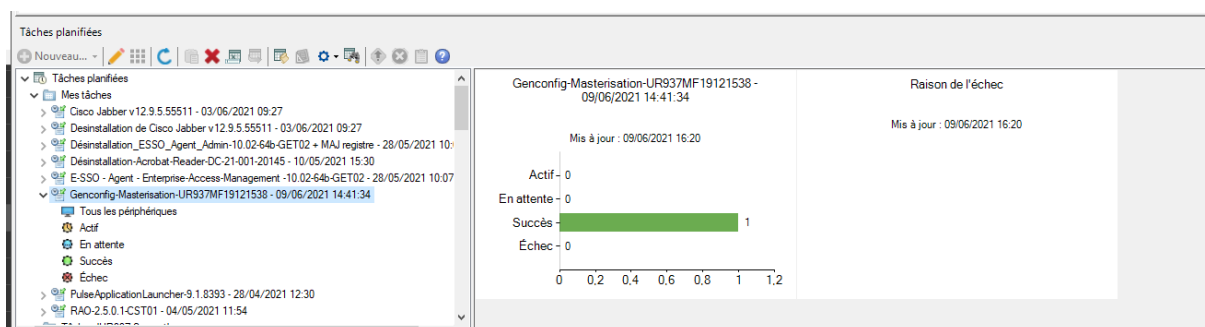 Tâches planifiées
Nouveau...
Tâches planifiées
Mes tâches
Cisco Jabber v12.9.5.55511 - 03/06/2021 09:27
Desinstallation de Cisco Jabber v12.9.5.55511 - 03/06/2021 09:27
Désinstallation_ESSO_Agent_Admin-10.02-64b-GET02 + MAJ registre - 28/05/2021 10:
Désinstallation-Acrobat-Reader-DC-21-001-20145 - 10/05/2021 15:30
E-SSO - Agent - Enterprise-Access-Management -10.02-64b-GET02 - 28/05/2021 10:07
Genconfig-Masterisation-UR937MF19121538 - 09/06/2021 14:41:34
Tous les périphériques
Actif
En attente
Succès
Échec
PulseApplicationLauncher-9.1.8393 - 28/04/2021 12:30
RAO-2.5.0.1-CST01 - 04/05/2021 11:54
Genconfig-Masterisation-UR937MF19121538 -
09/06/2021 14:41:34
Mis à jour : 09/06/2021 16:20
Actif 0
En attente 0
Succès 1
Échec 0
0 0,2 0,4 0,6 0,8 1 1,2
Raison de l'échec
Mis à jour : 09/06/2021 16:20